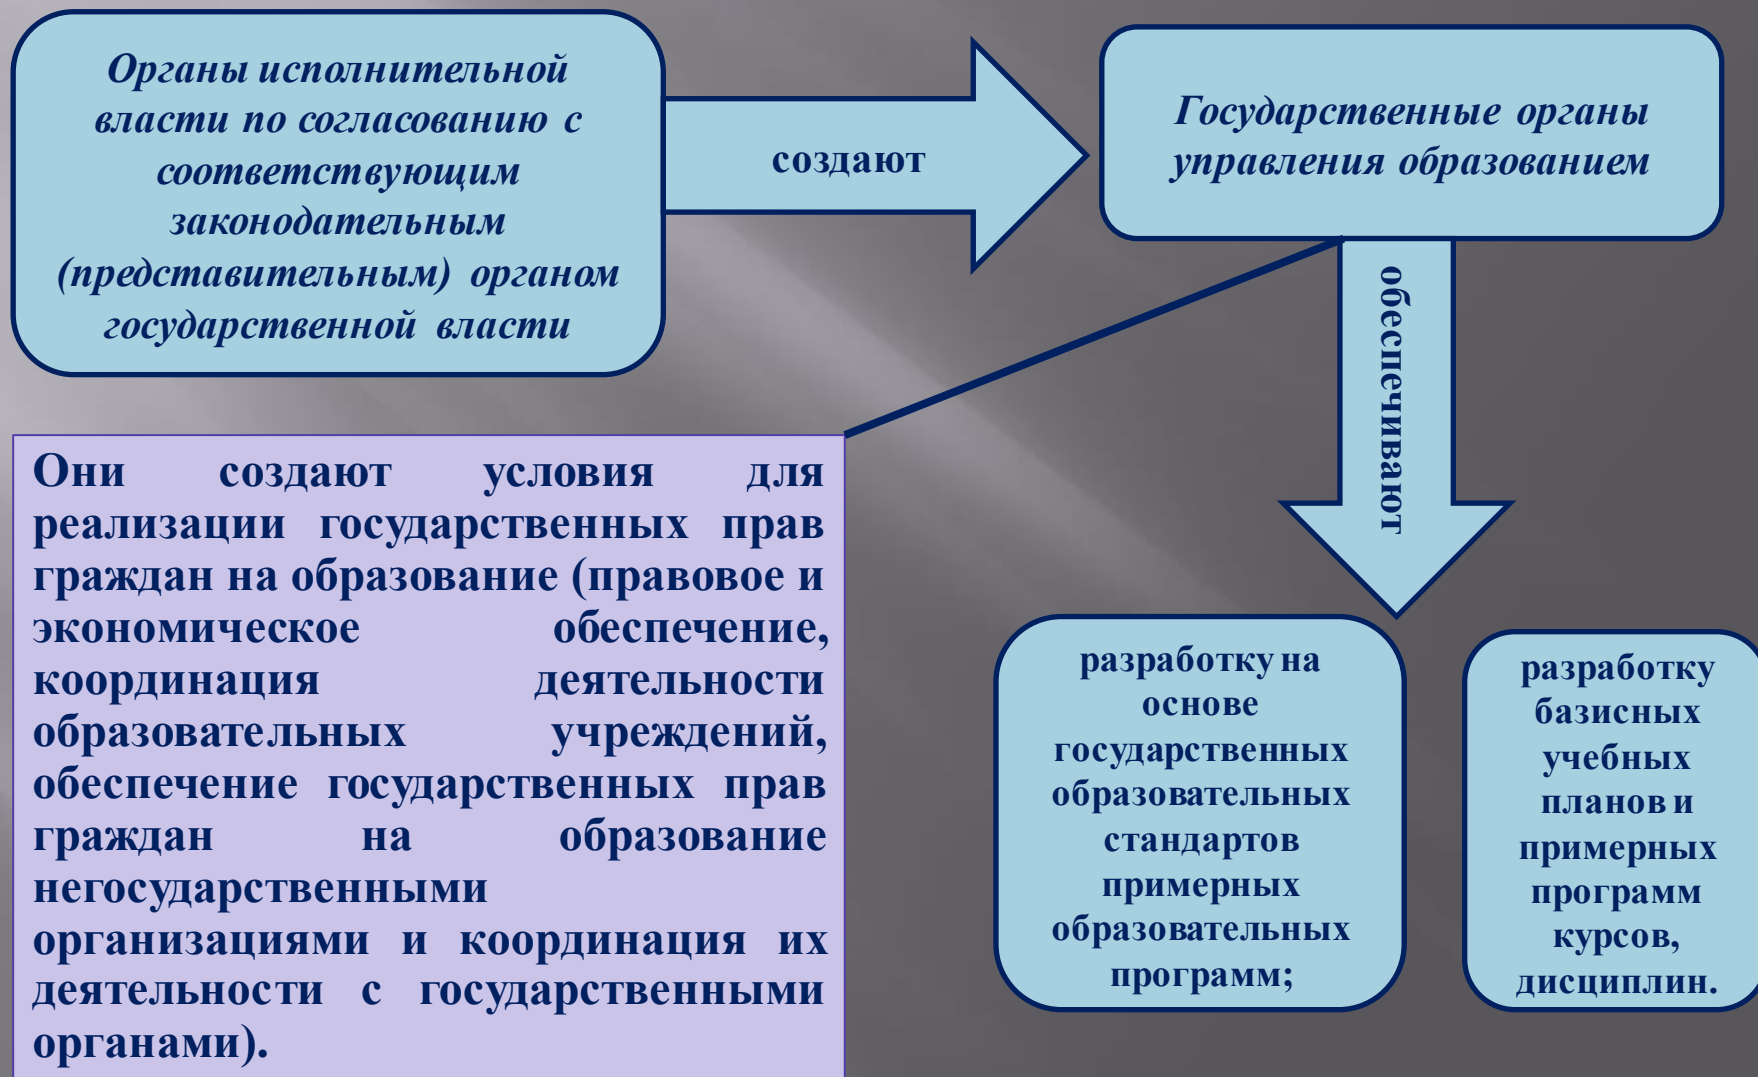 Органы исполнительной
власти по согласованию с
соответствующим
законодательным
(представительным) органом
государственной власти
создают
Государственные органы
управления образованием
обеспечивают
Они создают условия для
реализации государственных прав
граждан на образование (правовое и
экономическое обеспечение,
координация деятельности
образовательных учреждений,
обеспечение государственных прав
граждан на образование
негосударственными
организациями и координация их
деятельности с государственными
органами).
разработку на
основе
государственных
образовательных
стандартов
примерных
образовательных
программ;
разработку
базисных
учебных
планов и
примерных
программ
курсов,
дисциплин.